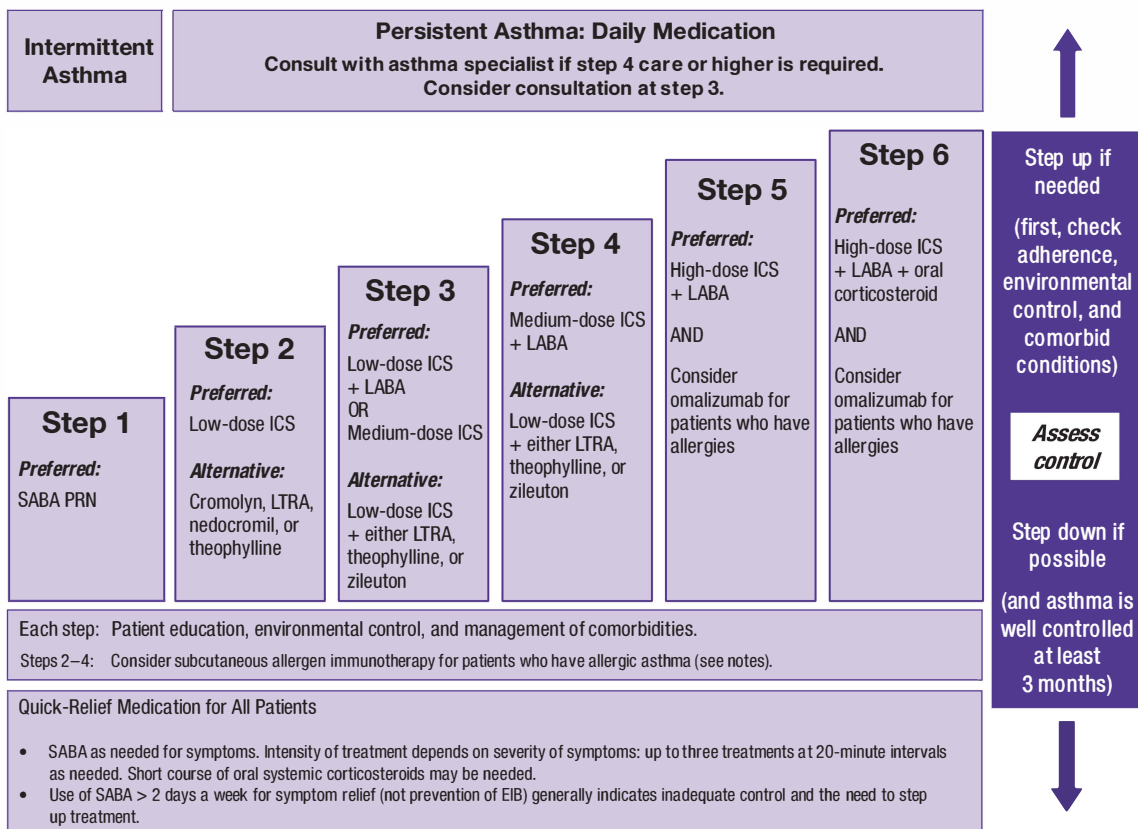 Intermittent
Asthma
Persistent Asthma: Daily Medication
Consult with asthma specialist if step 4 care or higher is required.
Consider consultation at step 3.
Step 1
Preferred:
SABA PRN
Step 2
Preferred:
Low-dose ICS
Alternative:
Cromolyn, LTRA,
nedocromil, or
theophylline
Step 3
Preferred:
Low-dose ICS
+ LABA
OR
Medium-dose ICS
Alternative:
Low-dose ICS
+ either LTRA,
theophylline, or
zileuton
Step 4
Preferred:
Medium-dose ICS
+ LABA
Alternative:
Low-dose ICS
+ either LTRA,
theophylline, or
zileuton
Step 5
Preferred:
High-dose ICS
+ LABA
AND
Consider
omalizumab for
patients who have
allergies
Step 6
Preferred:
High-dose ICS
+ LABA + oral
corticosteroid
AND
Consider
omalizumab for
patients who have
allergies
Step up if
needed
(first, check
adherence,
environmental
control, and
comorbid
conditions)
Assess
control
Step down if
possible
(and asthma is
well controlled
at least
3 months)
Each step: Patient education, environmental control, and management of comorbidities.
Steps 2–4: Consider subcutaneous allergen immunotherapy for patients who have allergic asthma (see notes).
Quick-Relief Medication for All Patients
• SABA as needed for symptoms. Intensity of treatment depends on severity of symptoms: up to three treatments at 20-minute intervals
as needed. Short course of oral systemic corticosteroids may be needed.
• Use of SABA > 2 days a week for symptom relief (not prevention of EIB) generally indicates inadequate control and the need to step
up treatment.